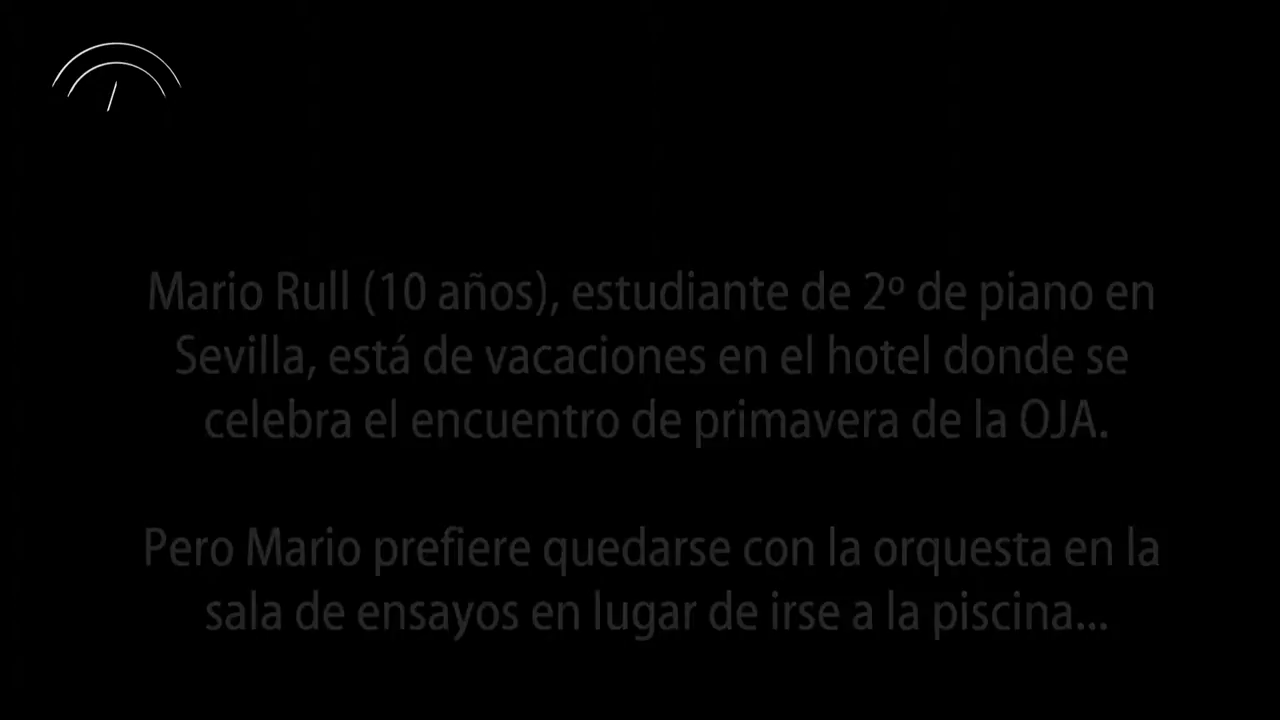 Mario Rull (10 años), estudiante de 2º de piano en
Sevilla, está de vacaciones en el hotel donde se
celebra el encuentro de primavera de la OJA.
Pero Mario prefiere quedarse con la orquesta en la
sala de ensayos en lugar de irse a la piscina...